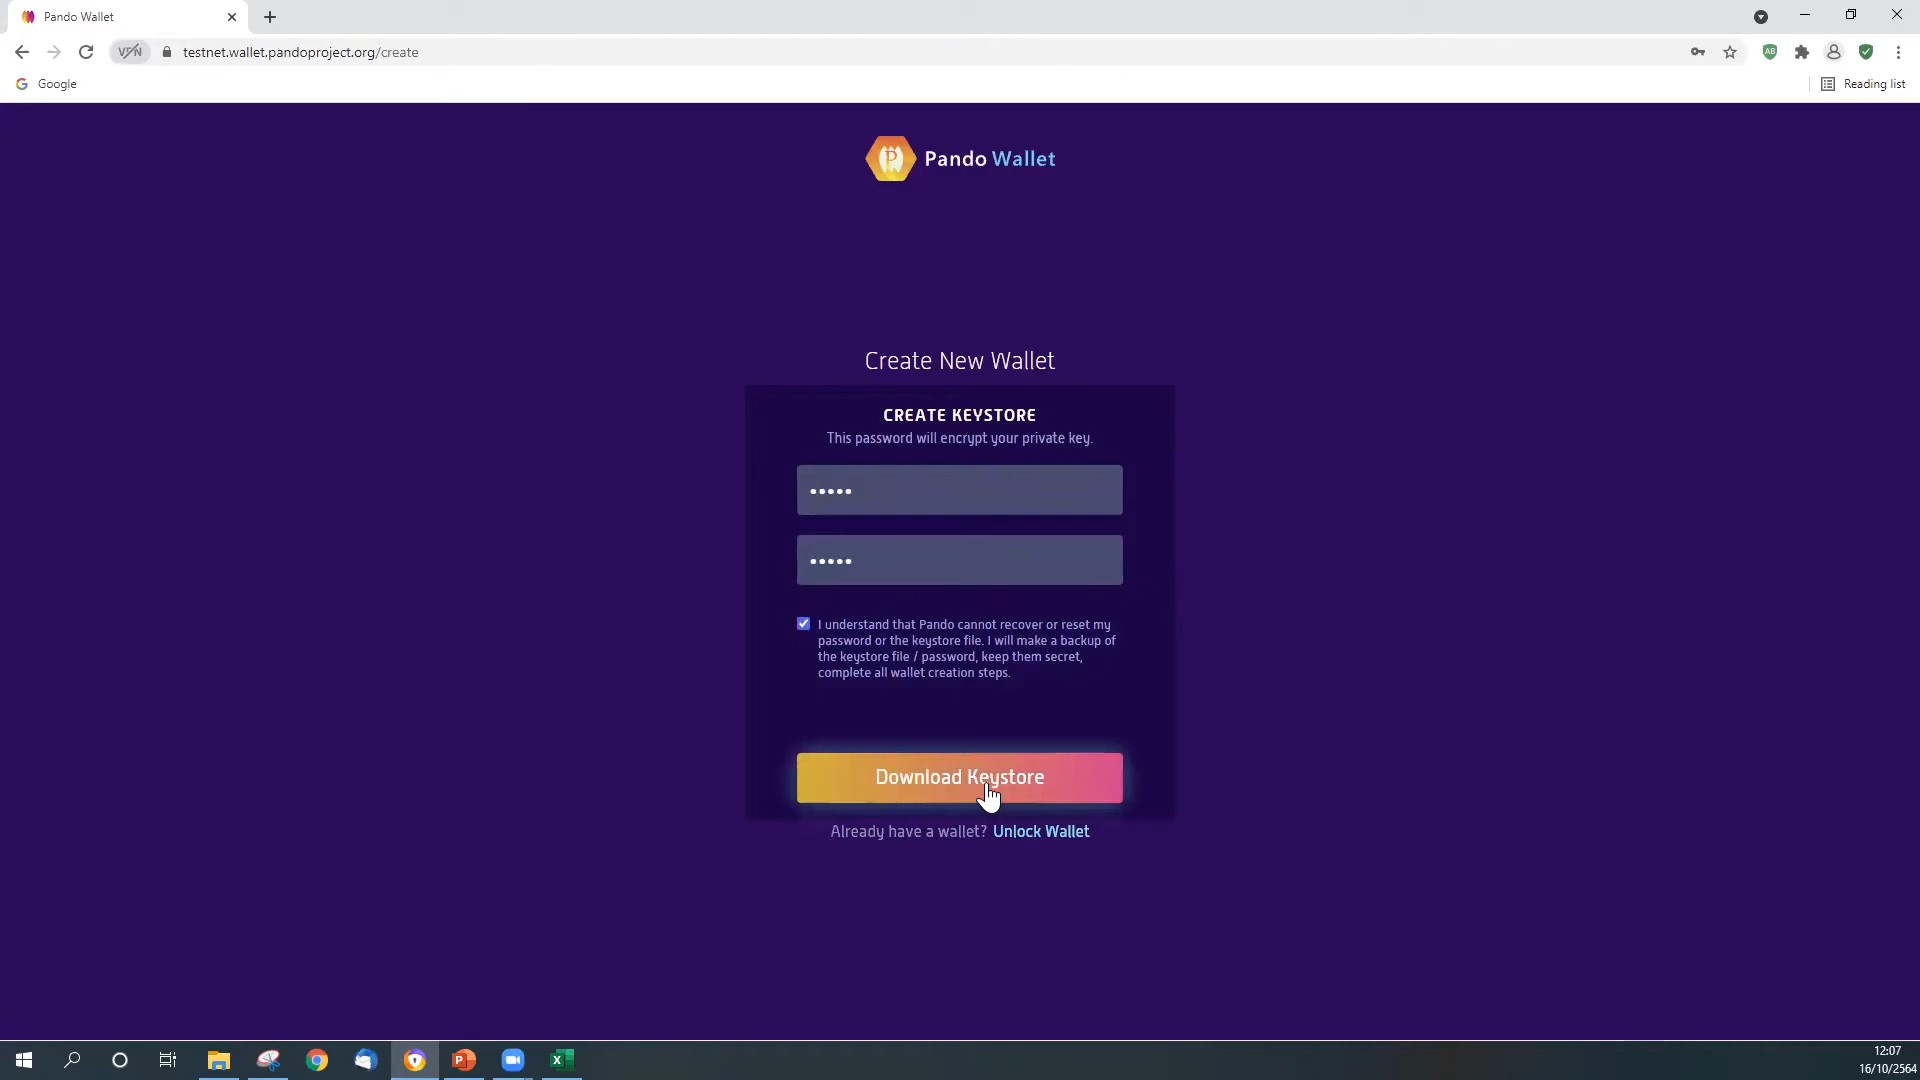 Pando Wallet
testnet.wallet.pandoproject.org/create
Google
Reading list
Pando Wallet
Create New Wallet
CREATE KEYSTORE
This password will encrypt your private key.
•••••
•••••
I understand that Pando cannot recover or reset my
password or the keystore file. I will make a backup of
the keystore file / password, keep them secret,
complete all wallet creation steps.
Download Keystore
Already have a wallet? Unlock Wallet
12:07
16/10/2564